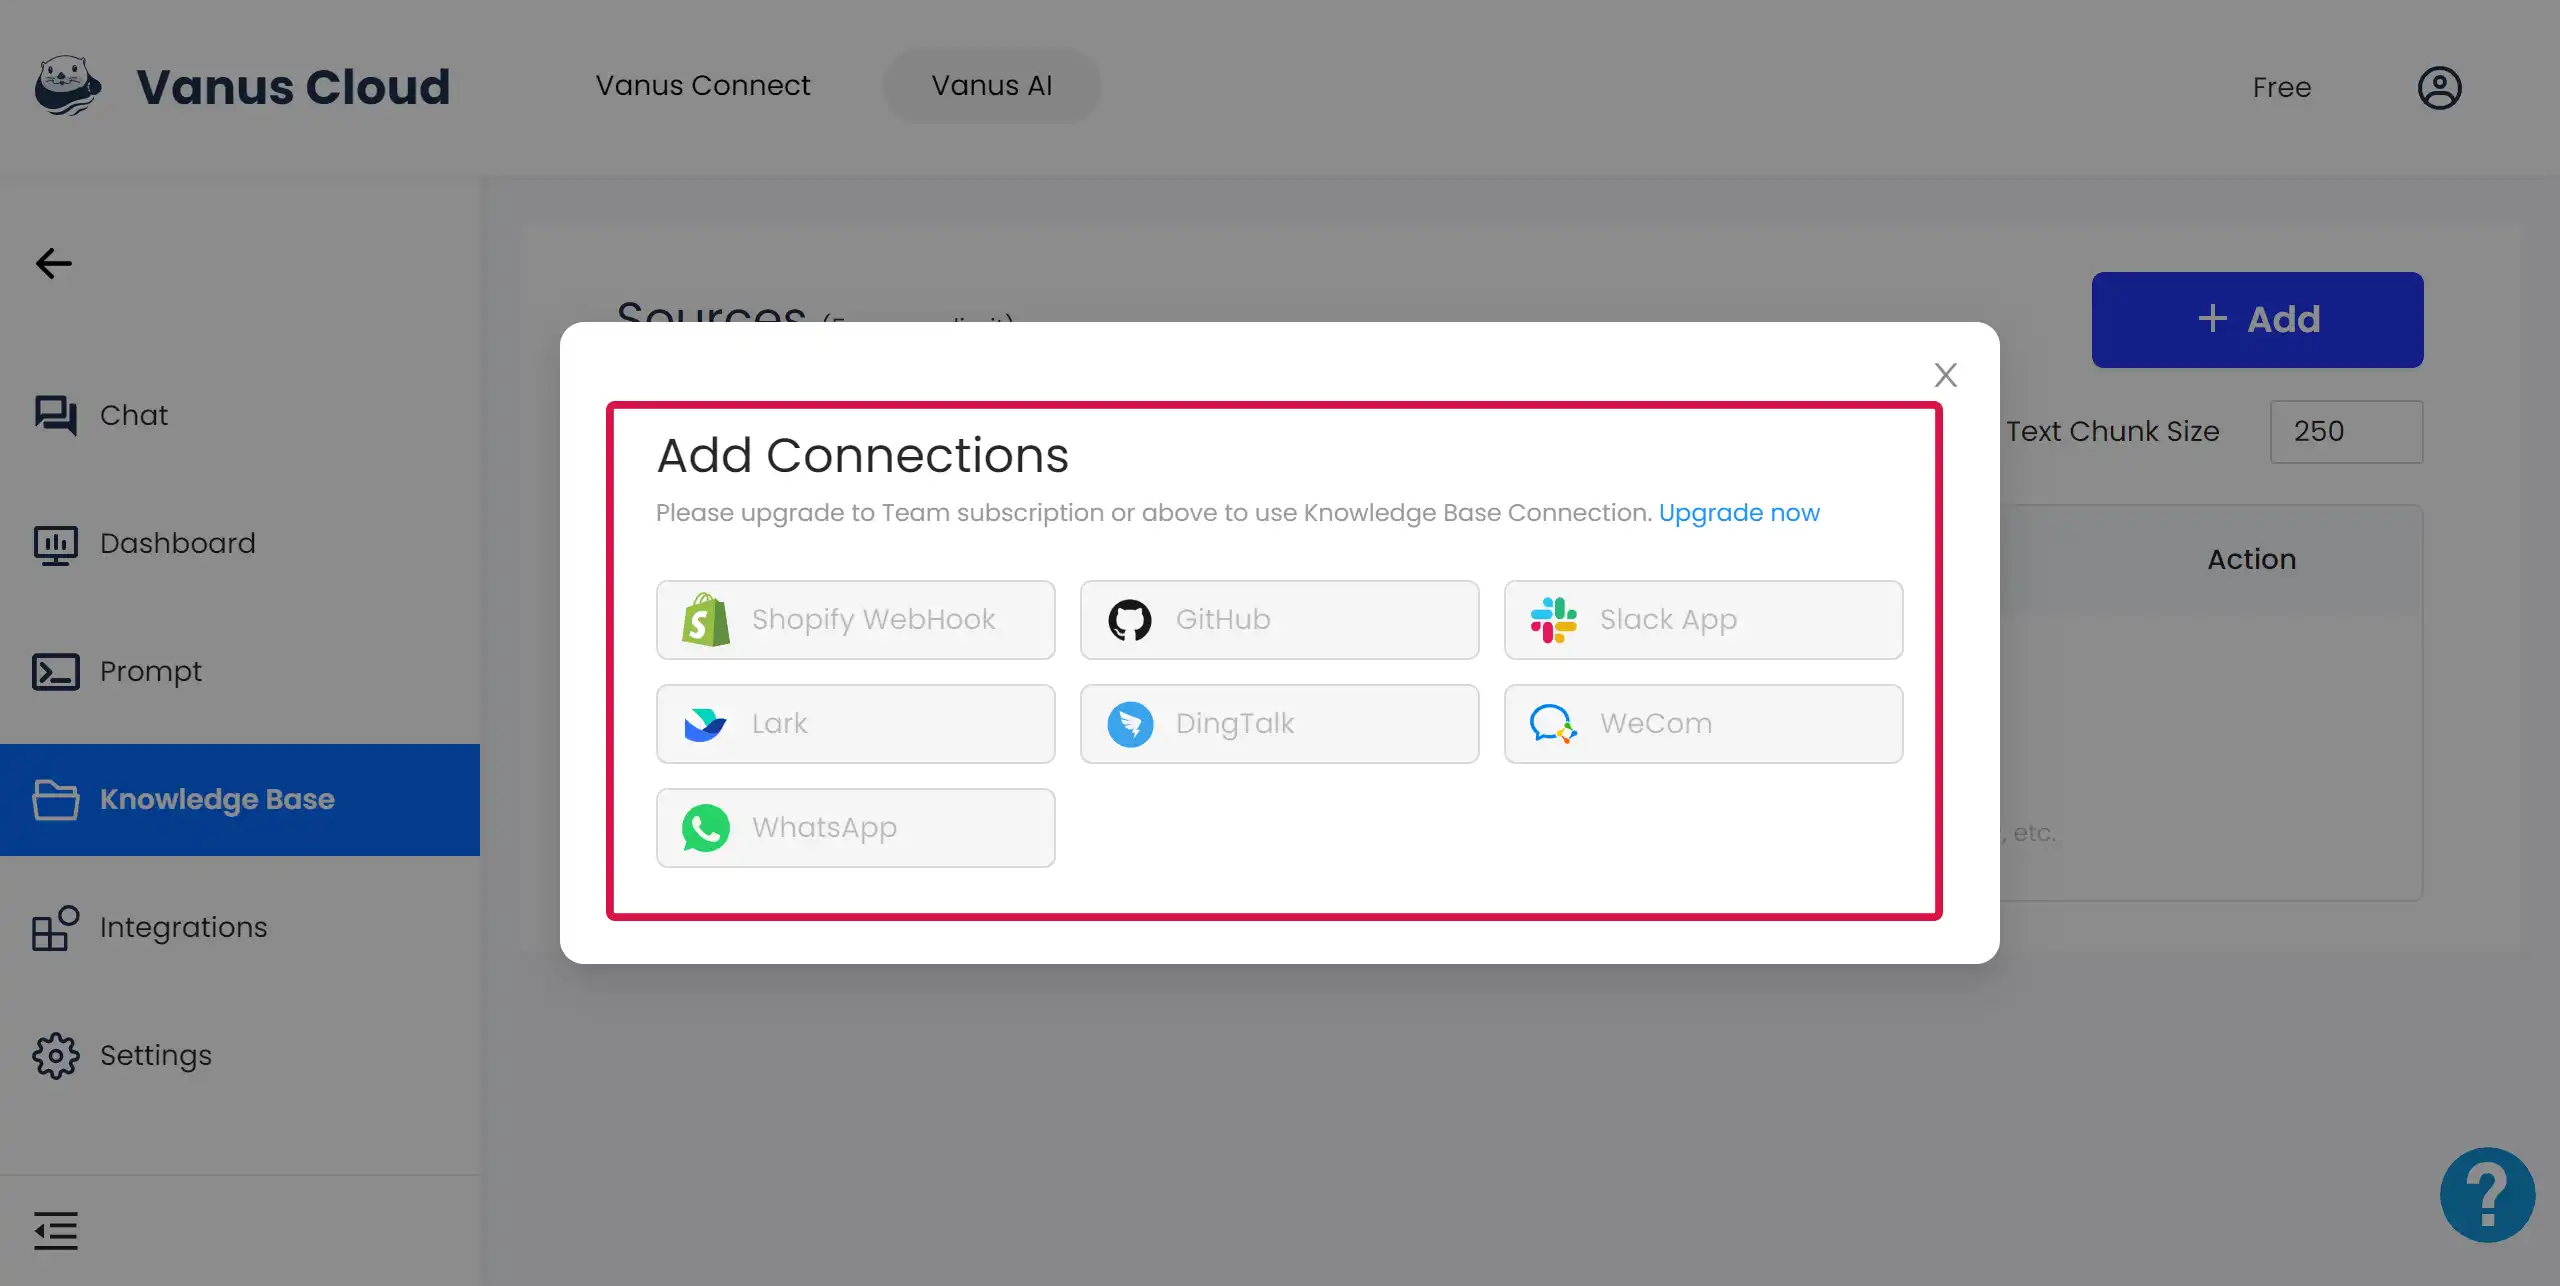 Vanus Cloud
Vanus Connect
Vanus AI
Free
Chat
Dashboard
Prompt
Knowledge Base
Integrations
Settings
Sources
+ Add
Text Chunk Size
250
Action
, etc.
X
Add Connections
Please upgrade to Team subscription or above to use Knowledge Base Connection. Upgrade now
Shopify WebHook
GitHub
Slack App
Lark
DingTalk
WeCom
WhatsApp
?